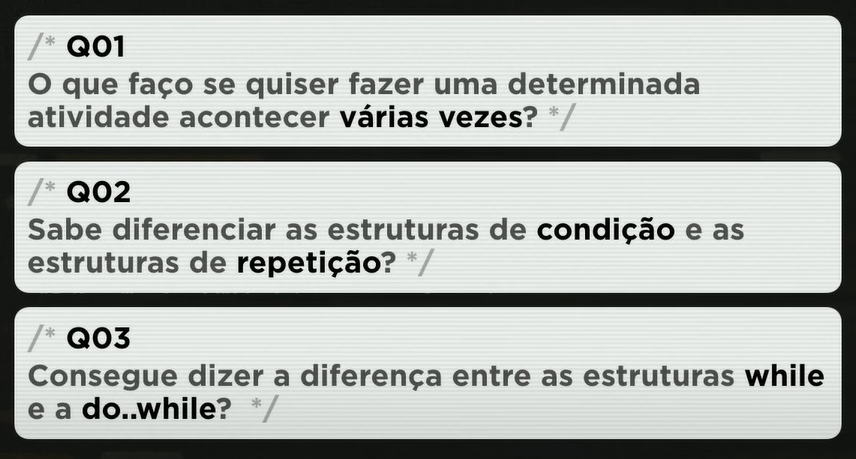 /* Q01
O que faço se quiser fazer uma determinada
atividade acontecer várias vezes? */
/* Q02
Sabe diferenciar as estruturas de condição e as
estruturas de repetição? */
/* Q03
Consegue dizer a diferença entre as estruturas while
e a do..while? */